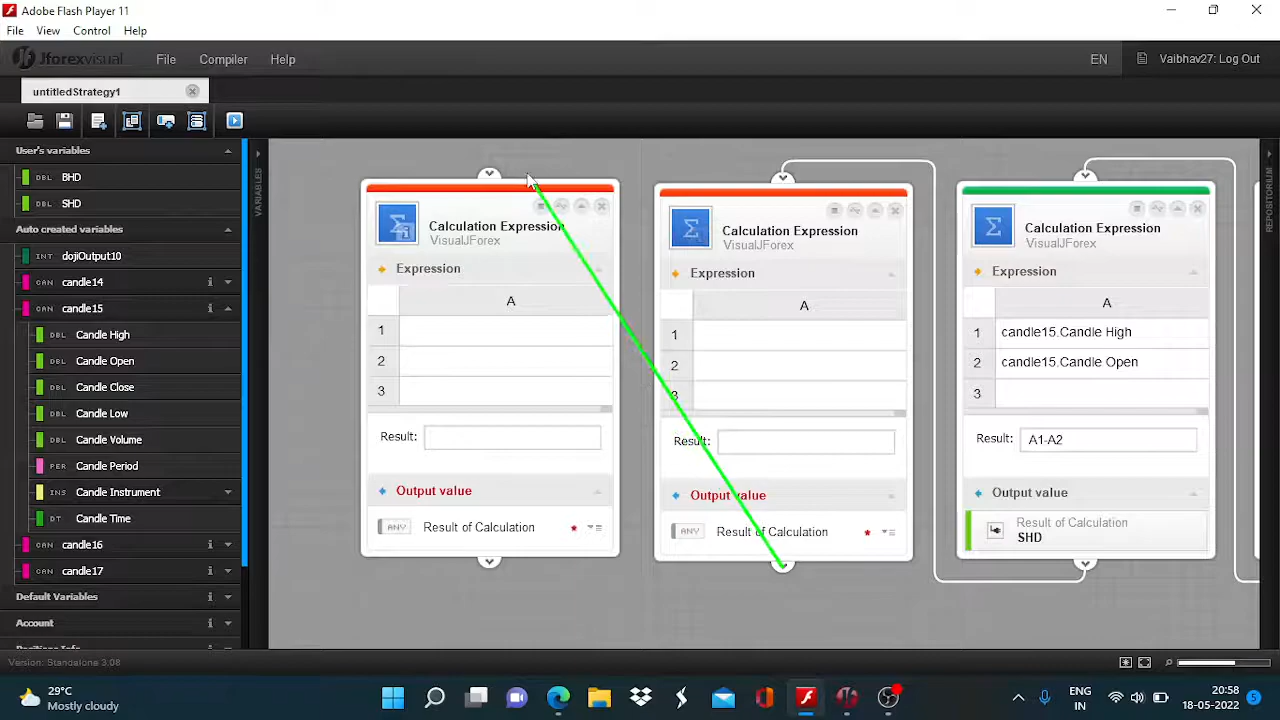 Adobe Flash Player 11
File View Control Help
Jforexvisual File Compiler Help EN Vaibhav27: Log Out
untitledStrategy1
User's variables
DBL BHD
DBL SHD
Auto created variables
INT dojiCounter10
CAN candle14 i
CAN candle15
DBL Candle High
DBL Candle Open
DBL Candle Close
DBL Candle Low
DBL Candle Volume
PER Candle Period
INS Candle Instrument
DT Candle Time
CAN candle16 i
CAN candle17 i
Default Variables
Account i
VARIABLES
Calculation Expression
VisualJForex
Expression
A
1
2
3
Result:
Output value
ANY Result of Calculation *
Calculation Expression
VisualJForex
Expression
A
1
2
3
Result:
Output value
ANY Result of Calculation *
Calculation Expression
VisualJForex
Expression
A
1 candle15.Candle High
2 candle15.Candle Open
3
Result: A1-A2
Output value
Result of Calculation
SHD
REPOSITORIUM
Version: Standalone 3.08
29°C
Mostly cloudy
ENG
IN
20:58
18-05-2022
5